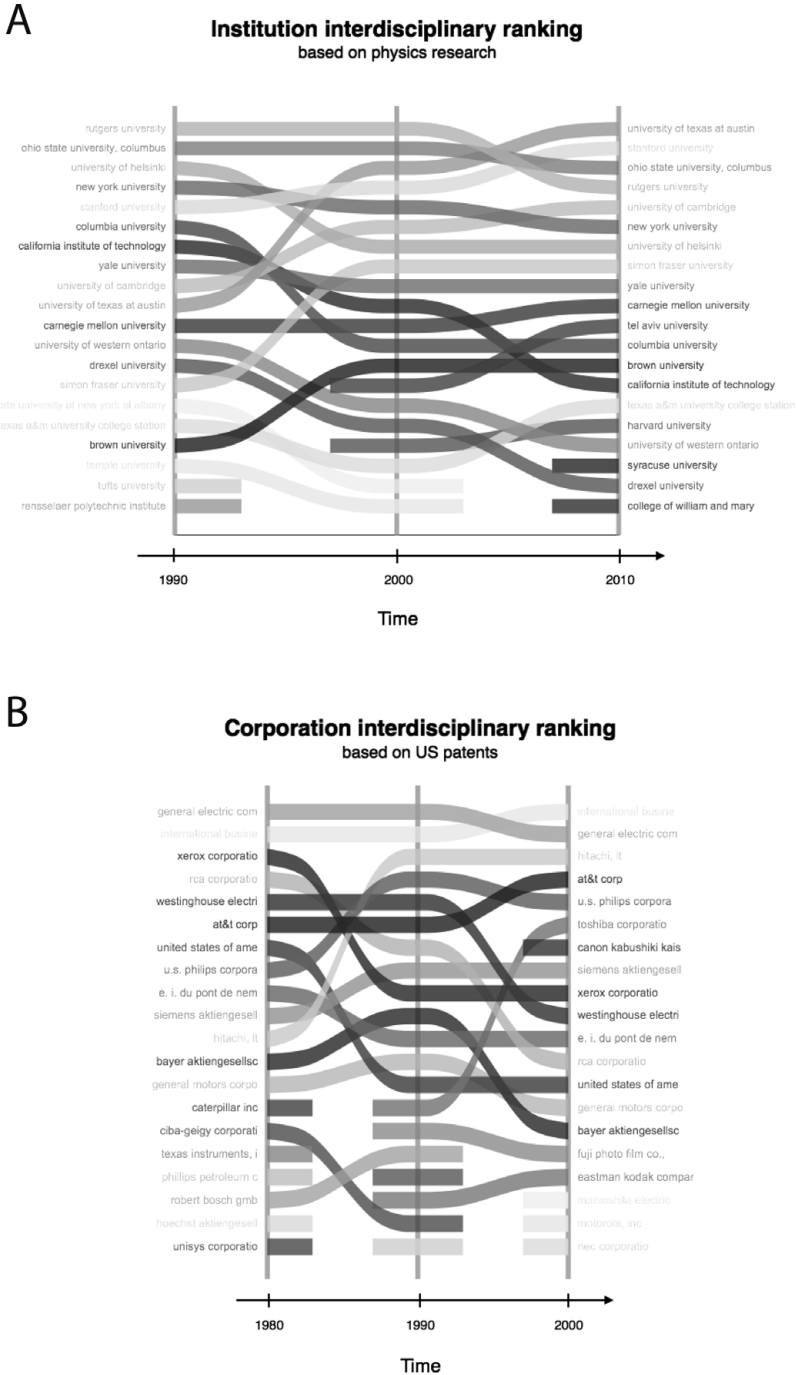 A
Institution interdisciplinary ranking
based on physics research
rutgers university
ohio state university, columbus
university of helsinki
new york university
stanford university
columbia university
california institute of technology
yale university
university of cambridge
university of texas at austin
carnegie mellon university
university of western ontario
drexel university
simon fraser university
ate university of new york at albany
texas a&m university college station
brown university
temple university
tufts university
rensselaer polytechnic institute
university of texas at austin
stanford university
ohio state university, columbus
rutgers university
university of cambridge
new york university
university of helsinki
simon fraser university
yale university
carnegie mellon university
tel aviv university
columbia university
brown university
california institute of technology
texas a&m university college station
harvard university
university of western ontario
syracuse university
drexel university
college of william and mary
1990
2000
2010
Time
B
Corporation interdisciplinary ranking
based on US patents
general electric com
international busine
xerox corporatio
rca corporatio
westinghouse electri
at&t corp
united states of ame
u.s. philips corpora
e. i. du pont de nem
siemens aktiengesell
hitachi, lt
bayer aktiengesellsc
general motors corpo
caterpillar inc
ciba-geigy corporati
texas instruments, i
phillips petroleum c
robert bosch gmb
hoechst aktiengesell
unisys corporatio
international busine
general electric com
hitachi, lt
at&t corp
u.s. philips corpora
toshiba corporatio
canon kabushiki kais
siemens aktiengesell
xerox corporatio
westinghouse electri
e. i. du pont de nem
rca corporatio
united states of ame
general motors corpo
bayer aktiengesellsc
fuji photo film co.,
eastman kodak compar
matsushita electric
motorola, inc.
nec corporatio
1980
1990
2000
Time